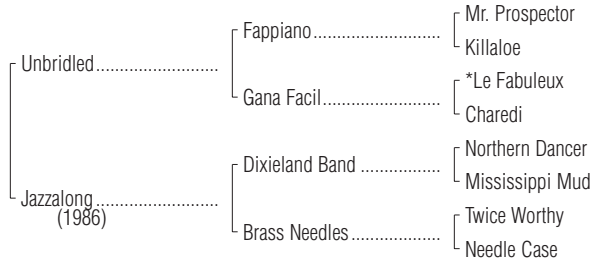 Mr. Prospector
Fappiano
Killaloe
Unbridled
*Le Fabuleux
Gana Facil
Charedi
Northern Dancer
Dixieland Band
Mississippi Mud
Jazzalong
(1986)
Twice Worthy
Brass Needles
Needle Case